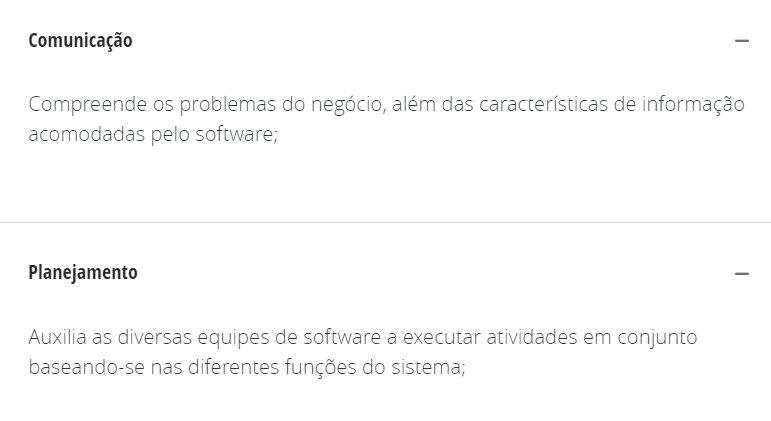 Comunicação
Compreende os problemas do negócio, além das características de informação
acomodadas pelo software;
Planejamento
Auxilia as diversas equipes de software a executar atividades em conjunto
baseando-se nas diferentes funções do sistema;